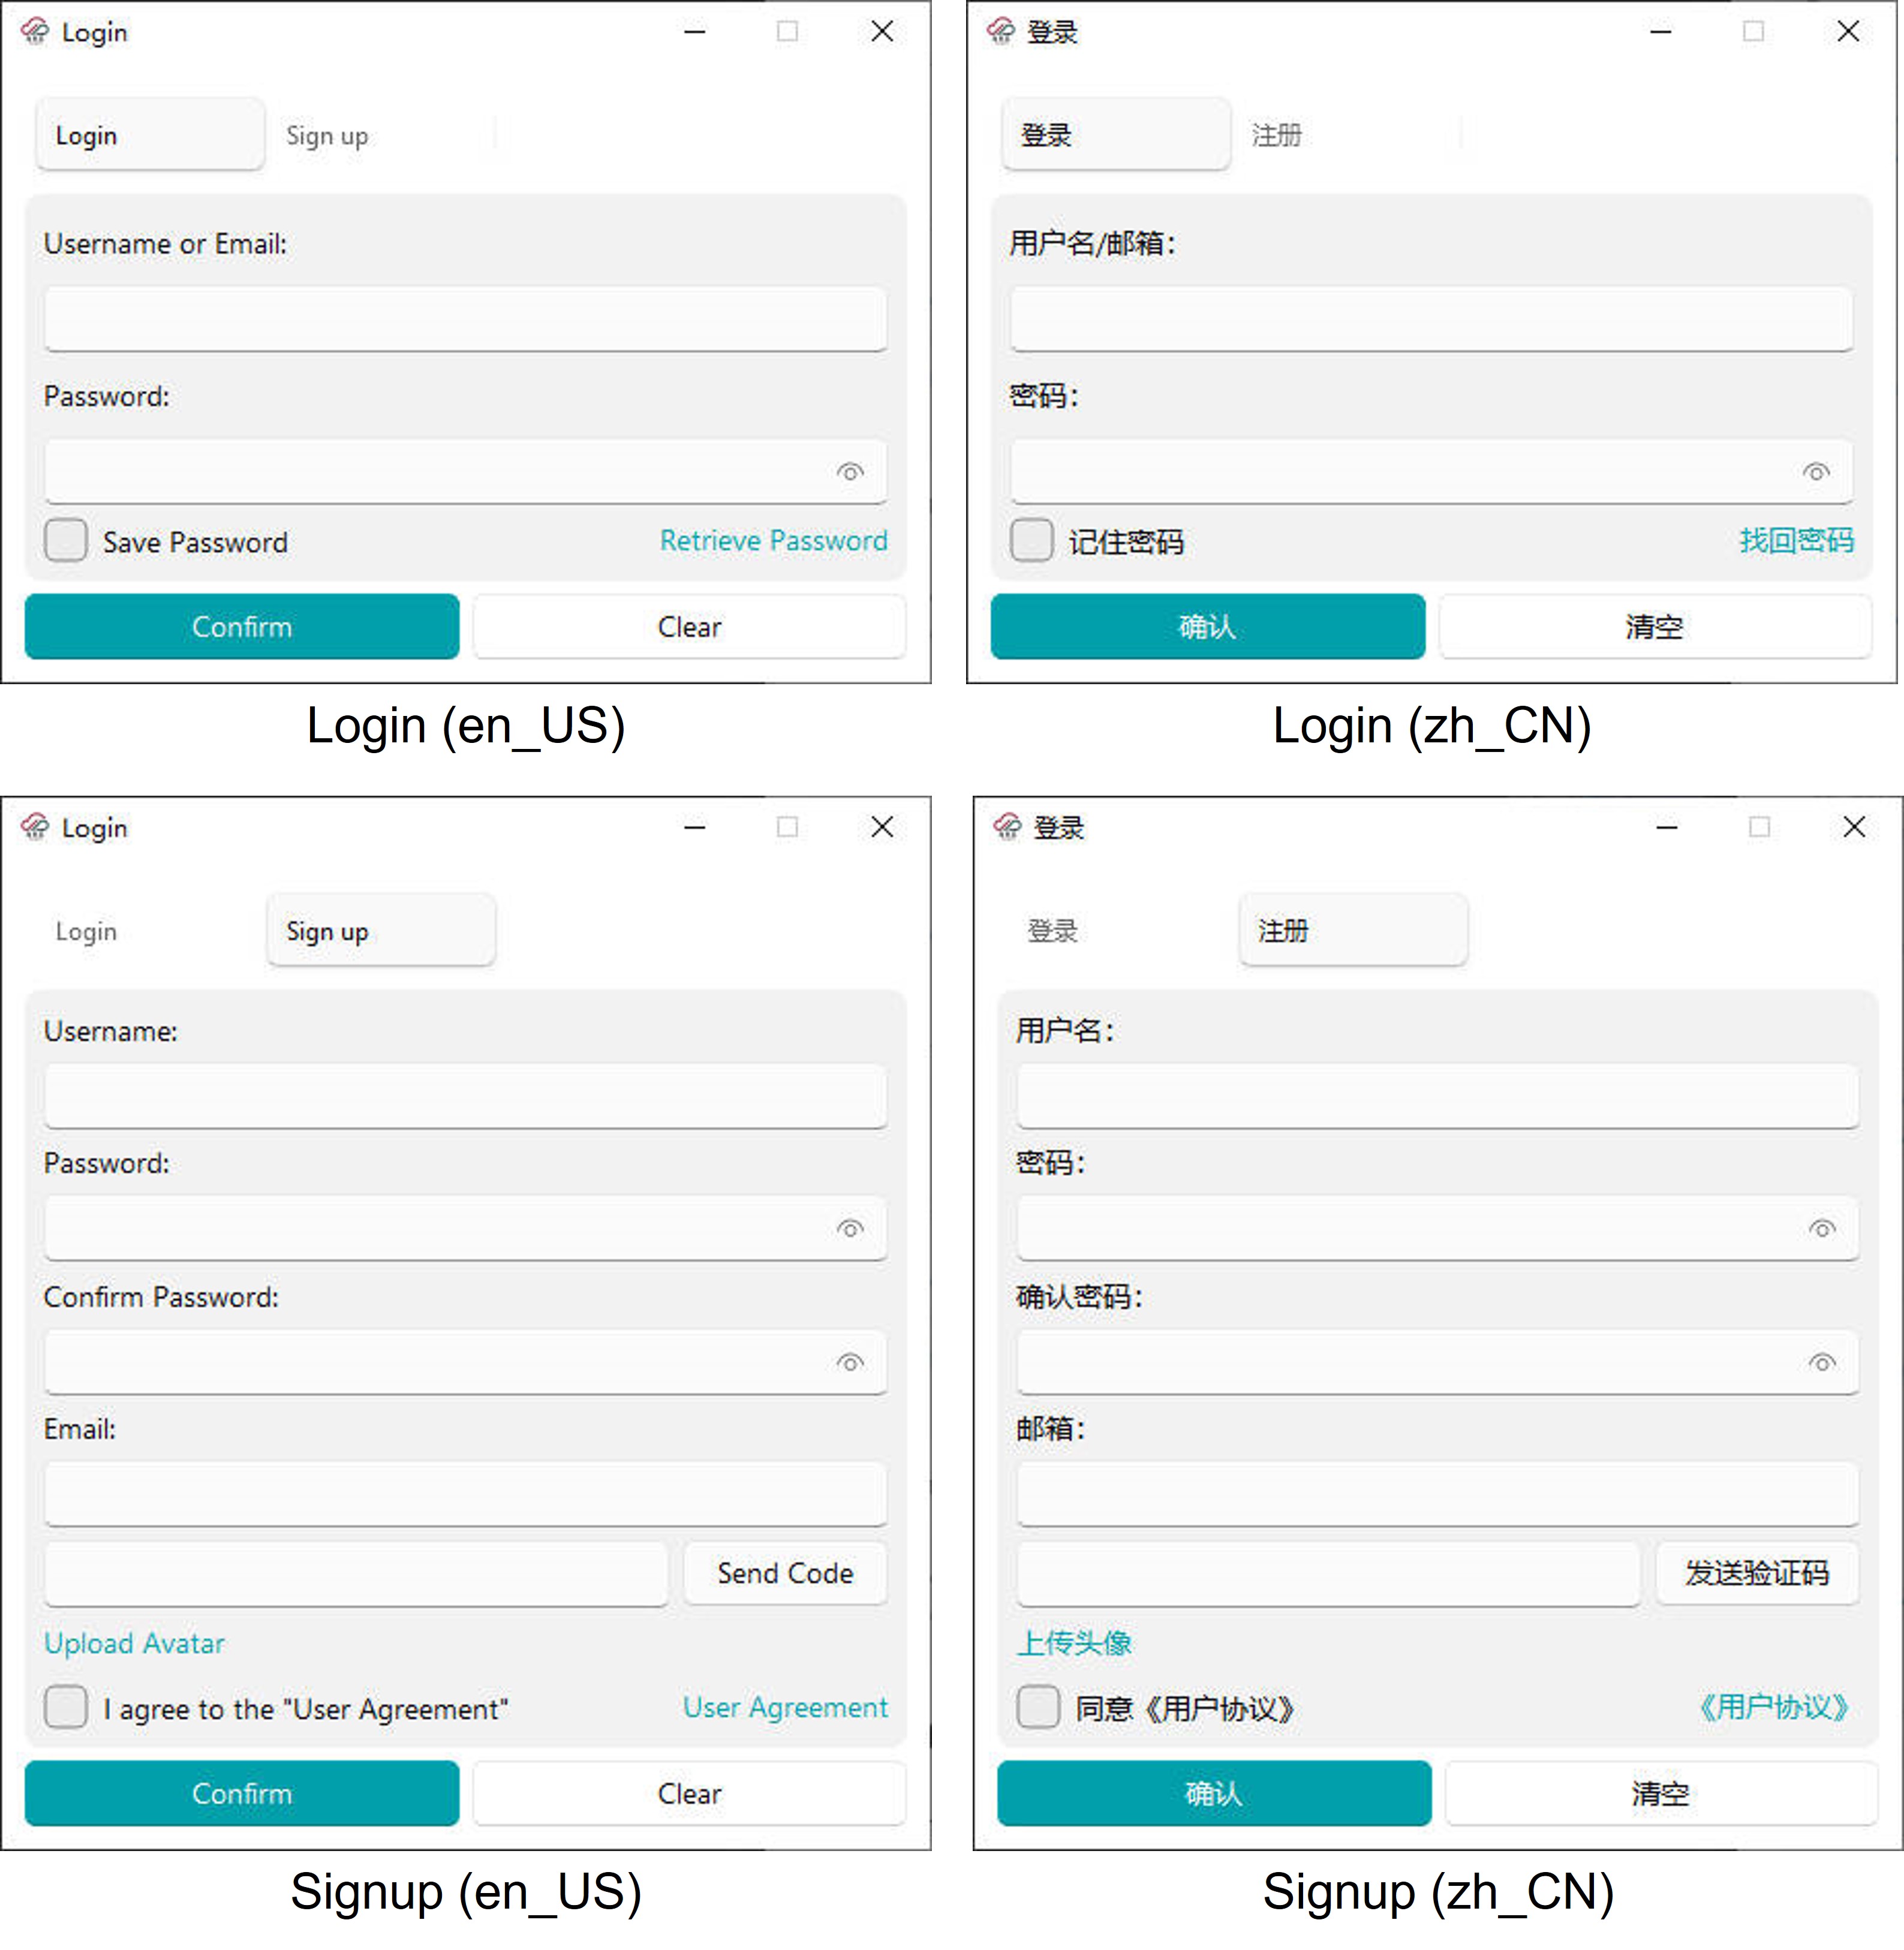 Login
Login
Sign up
Username or Email:
Password:
Save Password
Retrieve Password
Confirm
Clear
Login (en_US)
登录
登录
注册
用户名/邮箱：
密码：
记住密码
找回密码
确认
清空
Login (zh_CN)
Login
Login
Sign up
Username:
Password:
Confirm Password:
Email:
Send Code
Upload Avatar
I agree to the "User Agreement"
User Agreement
Confirm
Clear
Signup (en_US)
登录
登录
注册
用户名：
密码：
确认密码：
邮箱：
发送验证码
上传头像
同意《用户协议》
《用户协议》
确认
清空
Signup (zh_CN)